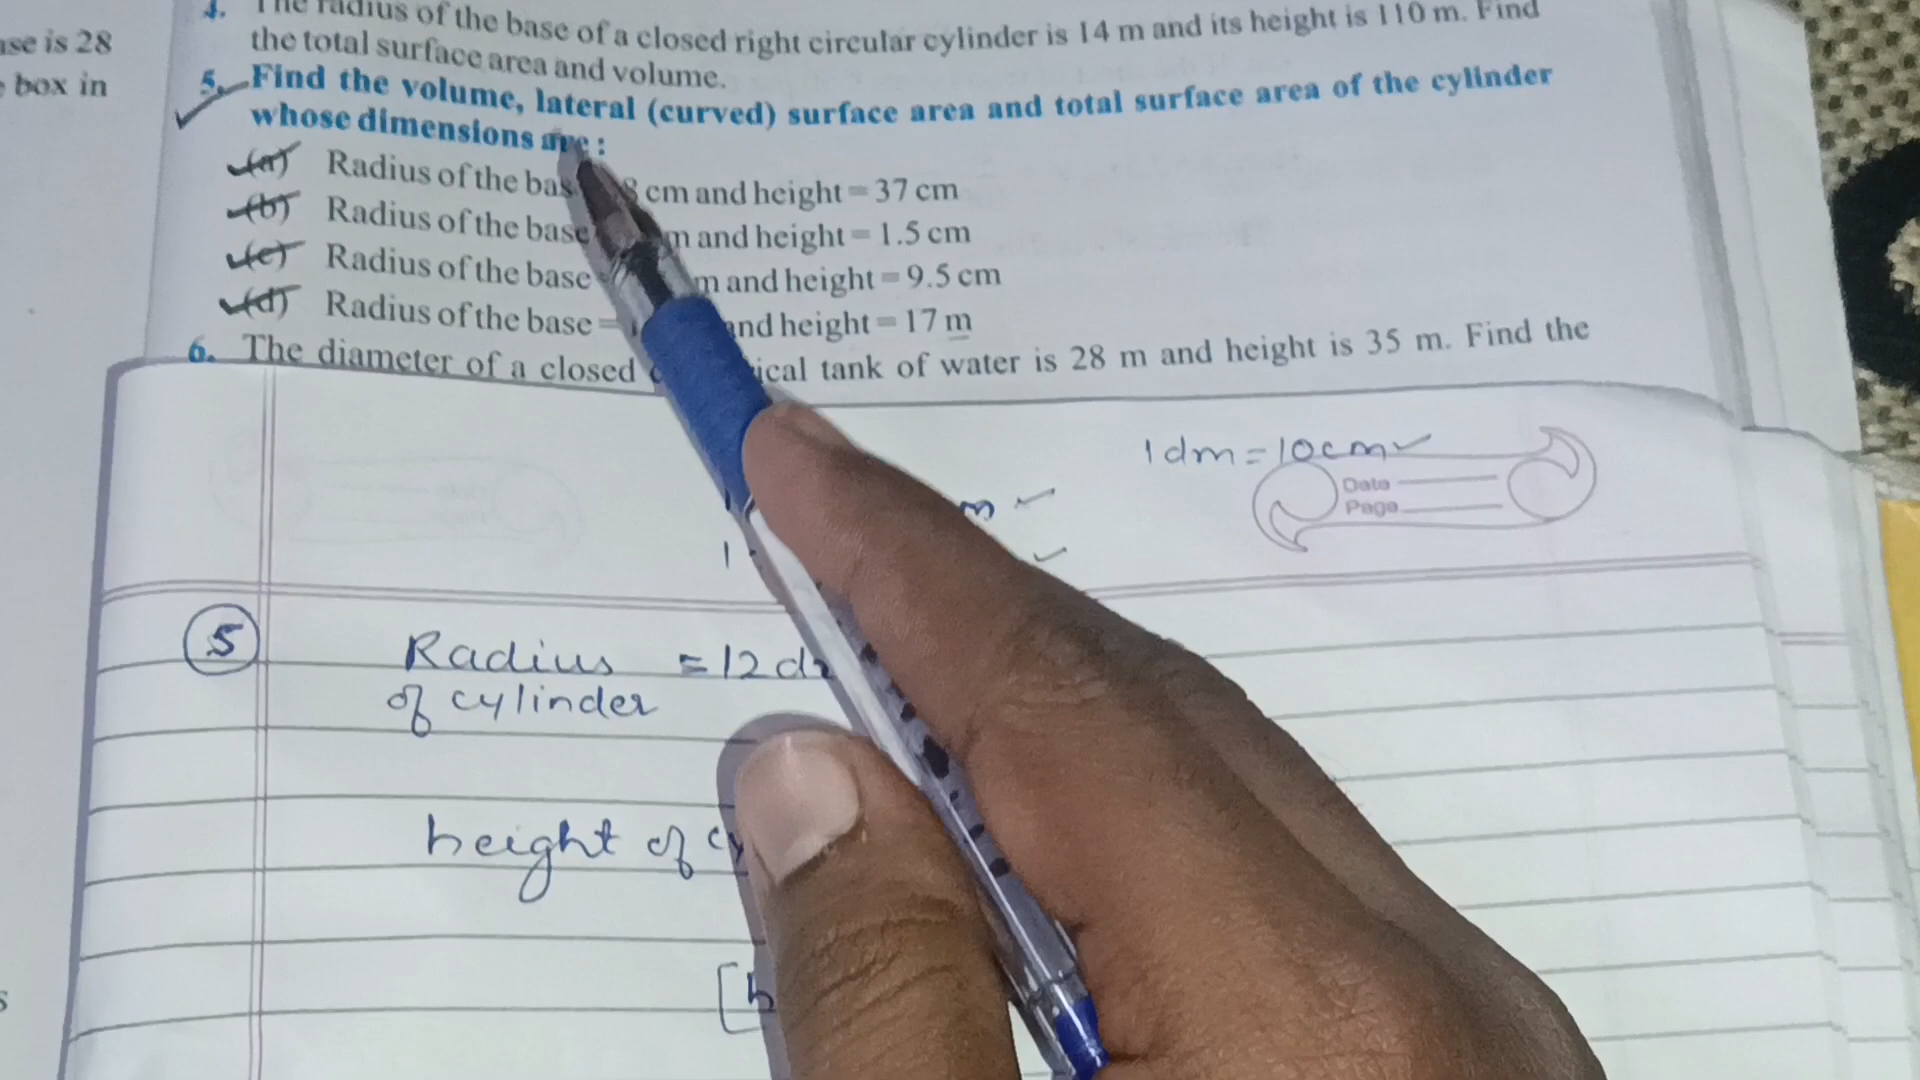 ase is 28
box in
4. The radius of the base of a closed right circular cylinder is 14 m and its height is 110 m. Find
the total surface area and volume.
5. Find the volume, lateral (curved) surface area and total surface area of the cylinder
whose dimensions are :
(a) Radius of the bas 8 cm and height = 37 cm
(b) Radius of the base m and height = 1.5 cm
(c) Radius of the base = m and height = 9.5 cm
(d) Radius of the base = and height = 17 m
6. The diameter of a closed ical tank of water is 28 m and height is 35 m. Find the
1 dm = 10cm
Date
Page
m
5 Radius = 12 d
of cylinder
height of cy
[h
s